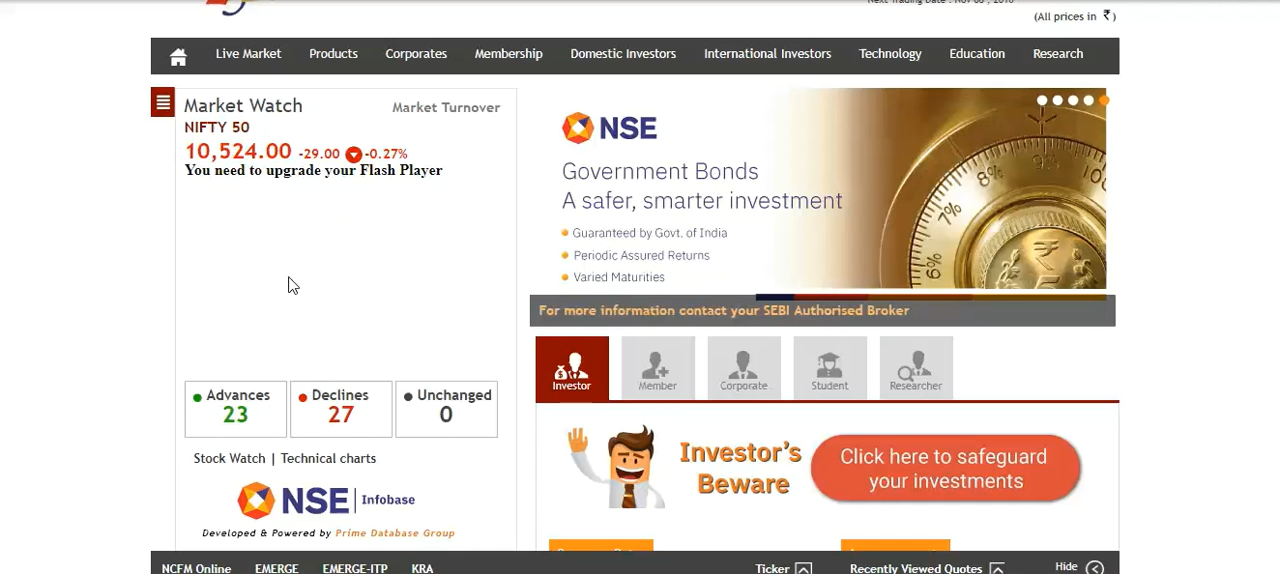 (All prices in ₹)
Live Market Products Corporates Membership Domestic Investors International Investors Technology Education Research
Market Watch Market Turnover
NIFTY 50
10,524.00 -29.00 -0.27%
You need to upgrade your Flash Player
Advances
23
Declines
27
Unchanged
0
Stock Watch | Technical charts
NSE Infobase
Developed & Powered by Prime Database Group
NSE
Government Bonds
A safer, smarter investment
Guaranteed by Govt. of India
Periodic Assured Returns
Varied Maturities
6% 7% 8% 9% 10%
For more information contact your SEBI Authorised Broker
Investor Member Corporate Student Researcher
Investor's
Beware
Click here to safeguard
your investments
NCFM Online EMERGE EMERGE-ITP KRA Ticker Recently Viewed Quotes Hide